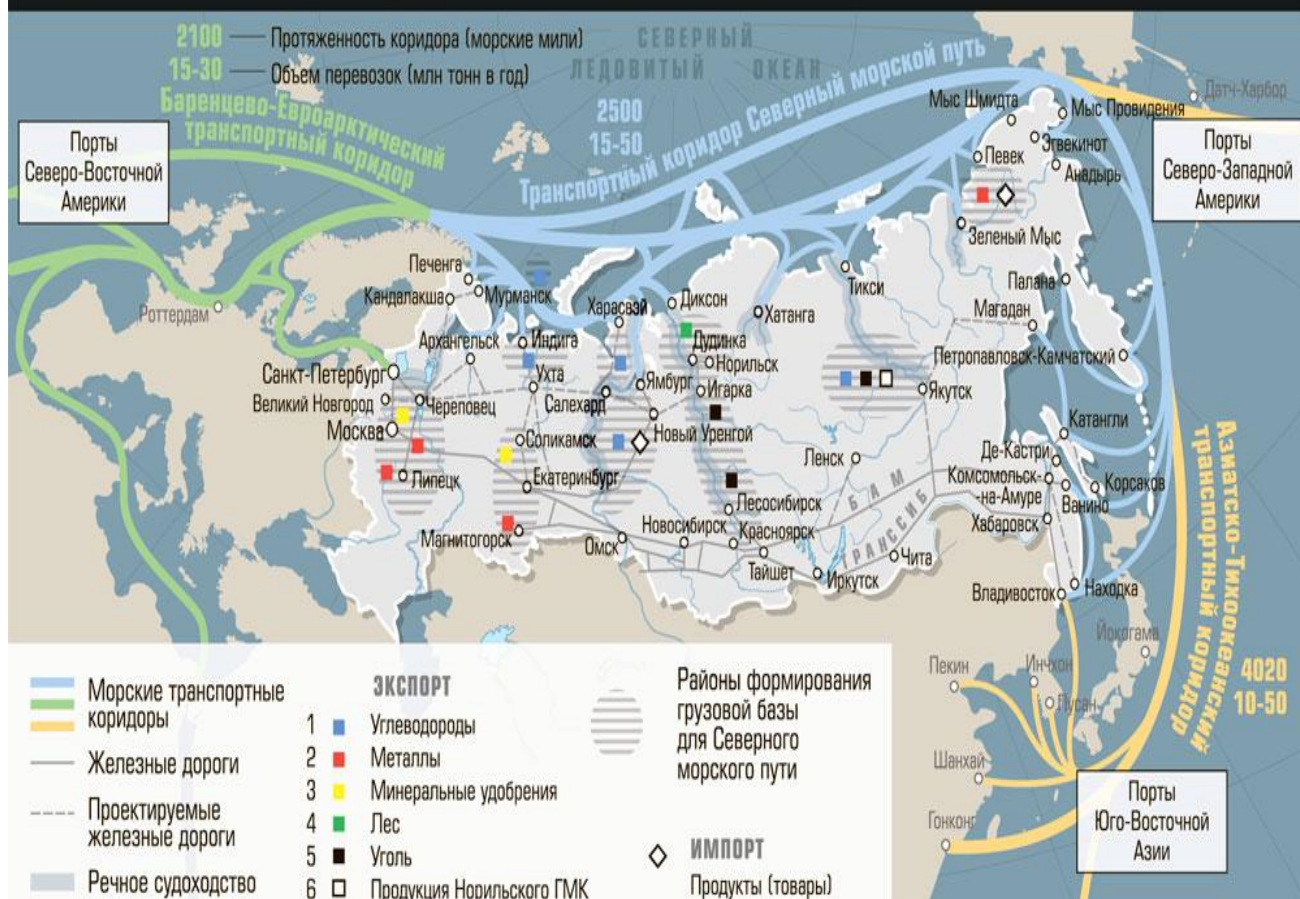 2100 Протяженность коридора (морские мили)
15-30 Объем перевозок (млн тонн в год)
Баренцево-Евроарктический
транспортный коридор
СЕВЕРНЫЙ
ЛЕДОВИТЫЙ ОКЕАН
2500
15-50
Транспортный коридор Северный морской путь
Порты
Северо-Восточной
Америки
Порты
Северо-Западной
Америки
Датч-Харбор
Мыс Шмидта
Мыс Провидения
Эгвекинот
Певек
Анадырь
Зеленый Мыс
Палана
Магадан
Петропавловск-Камчатский
Тикси
Хатанга
Диксон
Харасвэй
Дудинка
Норильск
Игарка
Ямбург
Новый Уренгой
Салехард
Печенга
Мурманск
Кандалакша
Роттердам
Архангельск
Индига
Ухта
Санкт-Петербург
Великий Новгород
Череповец
Москва
Соликамск
Липецк
Екатеринбург
Магнитогорск
Омск
Новосибирск
Лесосибирск
Красноярск
Тайшет
Иркутск
Чита
Ленск
Якутск
БАМ
ТРАНССИБ
Катангли
Де-Кастри
Комсомольск-
на-Амуре
Ванино
Корсаков
Хабаровск
Владивосток
Находка
Йокогама
Пекин
Инчхон
Пусан
Шанхай
Гонконг
Азиатско-Тихоокеанский
транспортный коридор
4020
10-50
Порты
Юго-Восточной
Азии
Морские транспортные
коридоры
Железные дороги
Проектируемые
железные дороги
Речное судоходство
ЭКСПОРТ
1 Углеводороды
2 Металлы
3 Минеральные удобрения
4 Лес
5 Уголь
6 Продукция Норильского ГМК
Районы формирования
грузовой базы
для Северного
морского пути
ИМПОРТ
Продукты (товары)